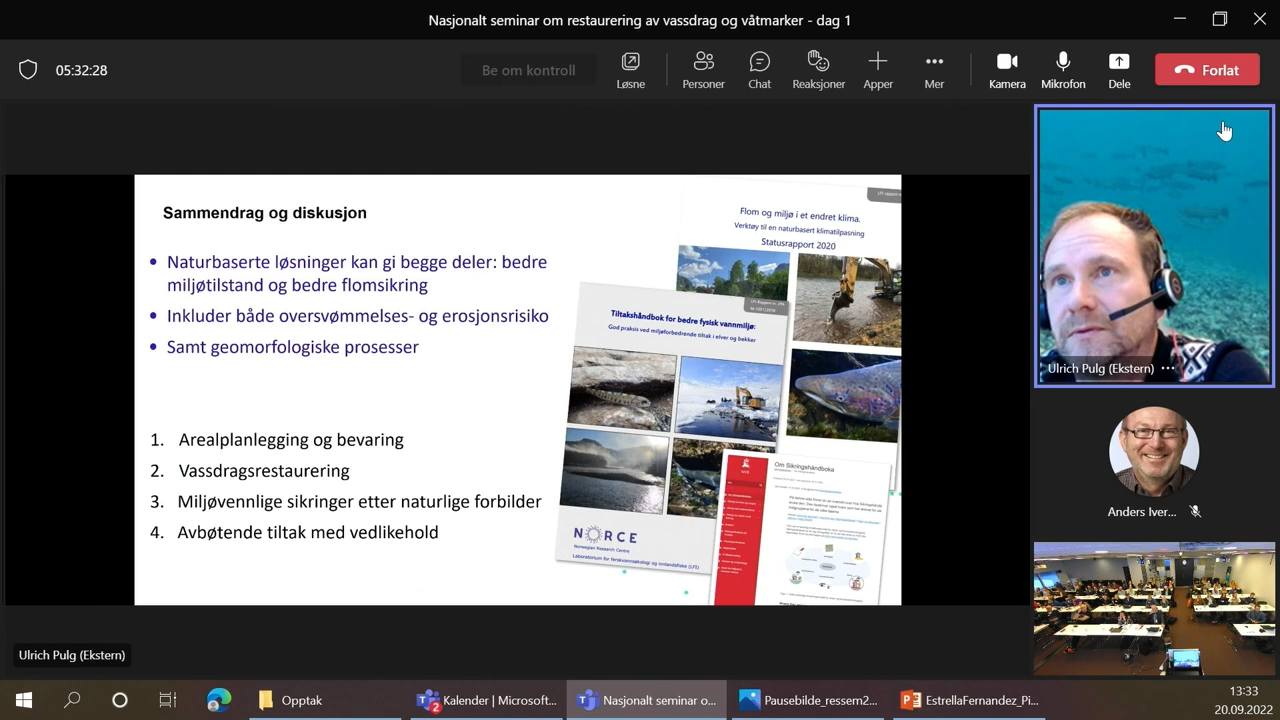 Nasjonalt seminar om restaurering av vassdrag og våtmarker - dag 1
05:32:28
Be om kontroll
Løsne
Personer
Chat
Reaksjoner
Apper
Mer
Kamera
Mikrofon
Dele
Forlat
Sammendrag og diskusjon
• Naturbaserte løsninger kan gi begge deler: bedre
miljøtilstand og bedre flomsikring
• Inkluder både oversvømmelses- og erosjonsrisiko
• Samt geomorfologiske prosesser
1. Arealplanlegging og bevaring
2. Vassdragsrestaurering
3. Miljøvennlig sikring etter naturlige forbilder
4. Avbøtende tiltak med vedlikehold
Flom og miljø i et endret klima.
Verktøy til en naturbasert klimatilpasning
Statusrapport 2020
Tiltakshåndbok for bedre fysisk vannmiljø:
God praksis ved miljøforbedrende tiltak i elver og bekker
NORCE
Norwegian Research Centre
Laboratorium for ferskvannsøkologi og innlandsfiske (LFI)
Om Sikringshåndboka
Ulrich Pulg (Ekstern) ···
Anders Iver...
Ulrich Pulg (Ekstern)
Opptak
2
Kalender | Microsoft...
Nasjonalt seminar o...
Pausebilde_ressem2...
EstrellaFernandez_Pi...
13:33
20.09.2022